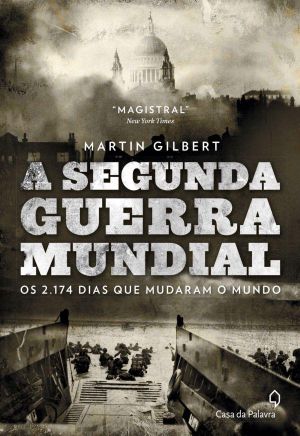 "MAGISTRAL"
New York Times
MARTIN GILBERT
A SEGUNDA
GUERRA
MUNDIAL
OS 2.174 DIAS QUE MUDARAM O MUNDO
Casa da Palavra